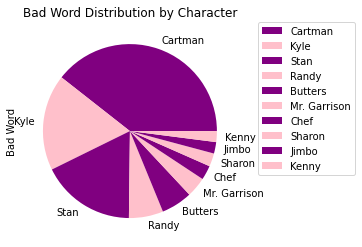 Bad Word Distribution by Character
Cartman
Kyle
Stan
Randy
Butters
Mr. Garrison
Chef
Sharon
Jimbo
Kenny
Bad Word
Cartman
Kyle
Stan
Randy
Butters
Mr. Garrison
Chef
Sharon
Jimbo
Kenny